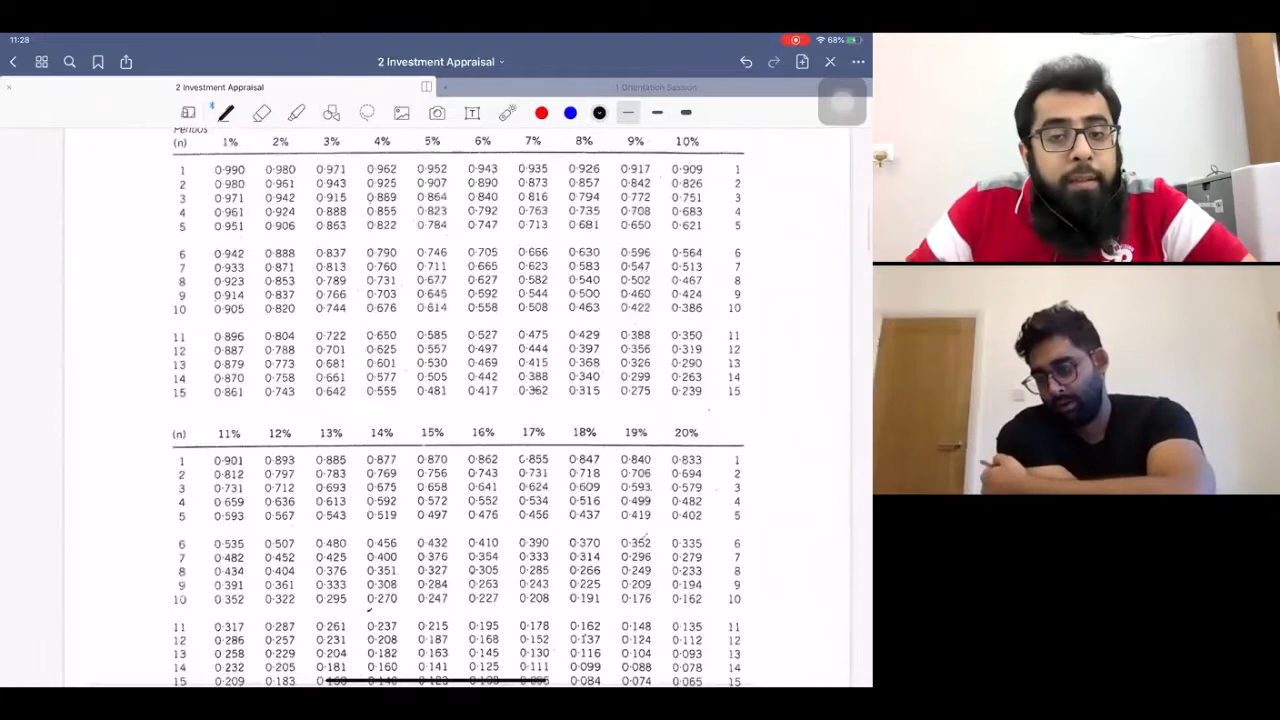 11:28
68%
2 Investment Appraisal
2 Investment Appraisal
1 Orientation Session
Periods
(n) 1% 2% 3% 4% 5% 6% 7% 8% 9% 10%
1 0·990 0·980 0·971 0·962 0·952 0·943 0·935 0·926 0·917 0·909 1
2 0·980 0·961 0·943 0·925 0·907 0·890 0·873 0·857 0·842 0·826 2
3 0·971 0·942 0·915 0·889 0·864 0·840 0·816 0·794 0·772 0·751 3
4 0·961 0·924 0·888 0·855 0·823 0·792 0·763 0·735 0·708 0·683 4
5 0·951 0·906 0·863 0·822 0·784 0·747 0·713 0·681 0·650 0·621 5
6 0·942 0·888 0·837 0·790 0·746 0·705 0·666 0·630 0·596 0·564 6
7 0·933 0·871 0·813 0·760 0·711 0·665 0·623 0·583 0·547 0·513 7
8 0·923 0·853 0·789 0·731 0·677 0·627 0·582 0·540 0·502 0·467 8
9 0·914 0·837 0·766 0·703 0·645 0·592 0·544 0·500 0·460 0·424 9
10 0·905 0·820 0·744 0·676 0·614 0·558 0·508 0·463 0·422 0·386 10
11 0·896 0·804 0·722 0·650 0·585 0·527 0·475 0·429 0·388 0·350 11
12 0·887 0·788 0·701 0·625 0·557 0·497 0·444 0·397 0·356 0·319 12
13 0·879 0·773 0·681 0·601 0·530 0·469 0·415 0·368 0·326 0·290 13
14 0·870 0·758 0·661 0·577 0·505 0·442 0·388 0·340 0·299 0·263 14
15 0·861 0·743 0·642 0·555 0·481 0·417 0·362 0·315 0·275 0·239 15
(n) 11% 12% 13% 14% 15% 16% 17% 18% 19% 20%
1 0·901 0·893 0·885 0·877 0·870 0·862 0·855 0·847 0·840 0·833 1
2 0·812 0·797 0·783 0·769 0·756 0·743 0·731 0·718 0·706 0·694 2
3 0·731 0·712 0·693 0·675 0·658 0·641 0·624 0·609 0·593 0·579 3
4 0·659 0·636 0·613 0·592 0·572 0·552 0·534 0·516 0·499 0·482 4
5 0·593 0·567 0·543 0·519 0·497 0·476 0·456 0·437 0·419 0·402 5
6 0·535 0·507 0·480 0·456 0·432 0·410 0·390 0·370 0·352 0·335 6
7 0·482 0·452 0·425 0·400 0·376 0·354 0·333 0·314 0·296 0·279 7
8 0·434 0·404 0·376 0·351 0·327 0·305 0·285 0·266 0·249 0·233 8
9 0·391 0·361 0·333 0·308 0·284 0·263 0·243 0·225 0·209 0·194 9
10 0·352 0·322 0·295 0·270 0·247 0·227 0·208 0·191 0·176 0·162 10
11 0·317 0·287 0·261 0·237 0·215 0·195 0·178 0·162 0·148 0·135 11
12 0·286 0·257 0·231 0·208 0·187 0·168 0·152 0·137 0·124 0·112 12
13 0·258 0·229 0·204 0·182 0·163 0·145 0·130 0·116 0·104 0·093 13
14 0·232 0·205 0·181 0·160 0·141 0·125 0·111 0·099 0·088 0·078 14
15 0·209 0·183 0·084 0·074 0·065 15